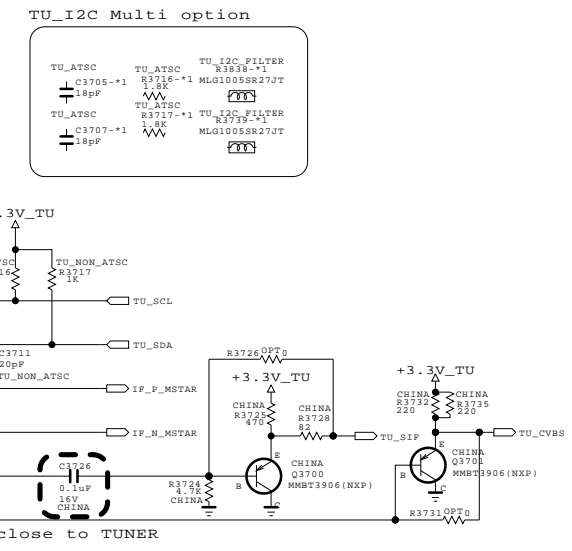 TU_I2C Multi option
TU_ATSC
C3705-*1
18pF
TU_ATSC
R3716-*1
1.8K
TU_I2C_FILTER
R3838-*1
MLG1005SR27JT
TU_ATSC
C3707-*1
18pF
TU_ATSC
R3717-*1
1.8K
TU_I2C_FILTER
R3739-*1
MLG1005SR27JT
.3V_TU
TU_NON_ATSC
R3717
1K
SC
16
TU_SCL
TU_SDA
C3711
20pF
TU_NON_ATSC
IF_P_MSTAR
IF_N_MSTAR
R3726 OPT 0
+3.3V_TU
CHINA
R3725
470
CHINA
R3728
82
TU_SIF
+3.3V_TU
CHINA
R3732
220
CHINA
R3735
220
TU_CVBS
C3726
0.1uF
16V
CHINA
R3724
4.7K
CHINA
E
B
C
CHINA
Q3700
MMBT3906(NXP)
E
B
C
CHINA
Q3701
MMBT3906(NXP)
R3731 OPT 0
close to TUNER